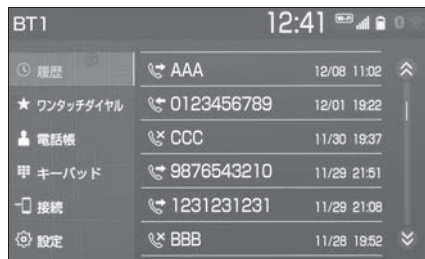 BT1 12:41 Wi-Fi
履歴 AAA 12/08 11:02
ワンタッチダイヤル 0123456789 12/01 19:22
電話帳 CCC 11/30 19:37
キーパッド 9876543210 11/29 21:51
接続 1231231231 11/29 21:08
設定 BBB 11/28 19:52